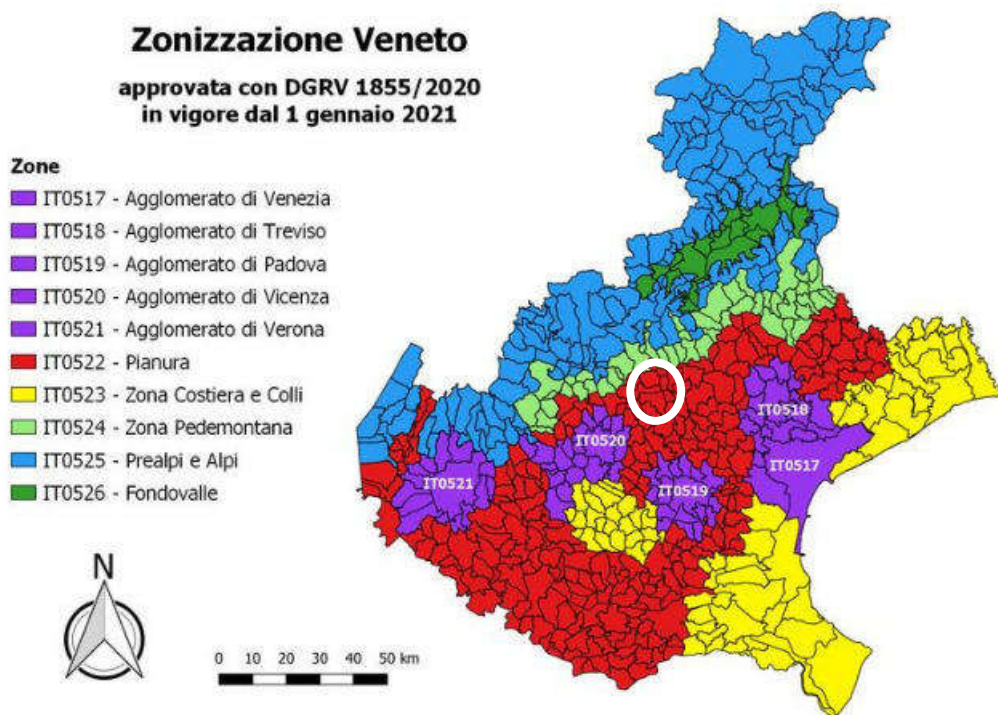 Zonizzazione Veneto
approvata con DGRV 1855/2020
in vigore dal 1 gennaio 2021
Zone
IT0517 - Agglomerato di Venezia
IT0518 - Agglomerato di Treviso
IT0519 - Agglomerato di Padova
IT0520 - Agglomerato di Vicenza
IT0521 - Agglomerato di Verona
IT0522 - Pianura
IT0523 - Zona Costiera e Colli
IT0524 - Zona Pedemontana
IT0525 - Prealpi e Alpi
IT0526 - Fondovalle
IT0518
IT0520
IT0517
IT0521
IT0519
N
0 10 20 30 40 50 km